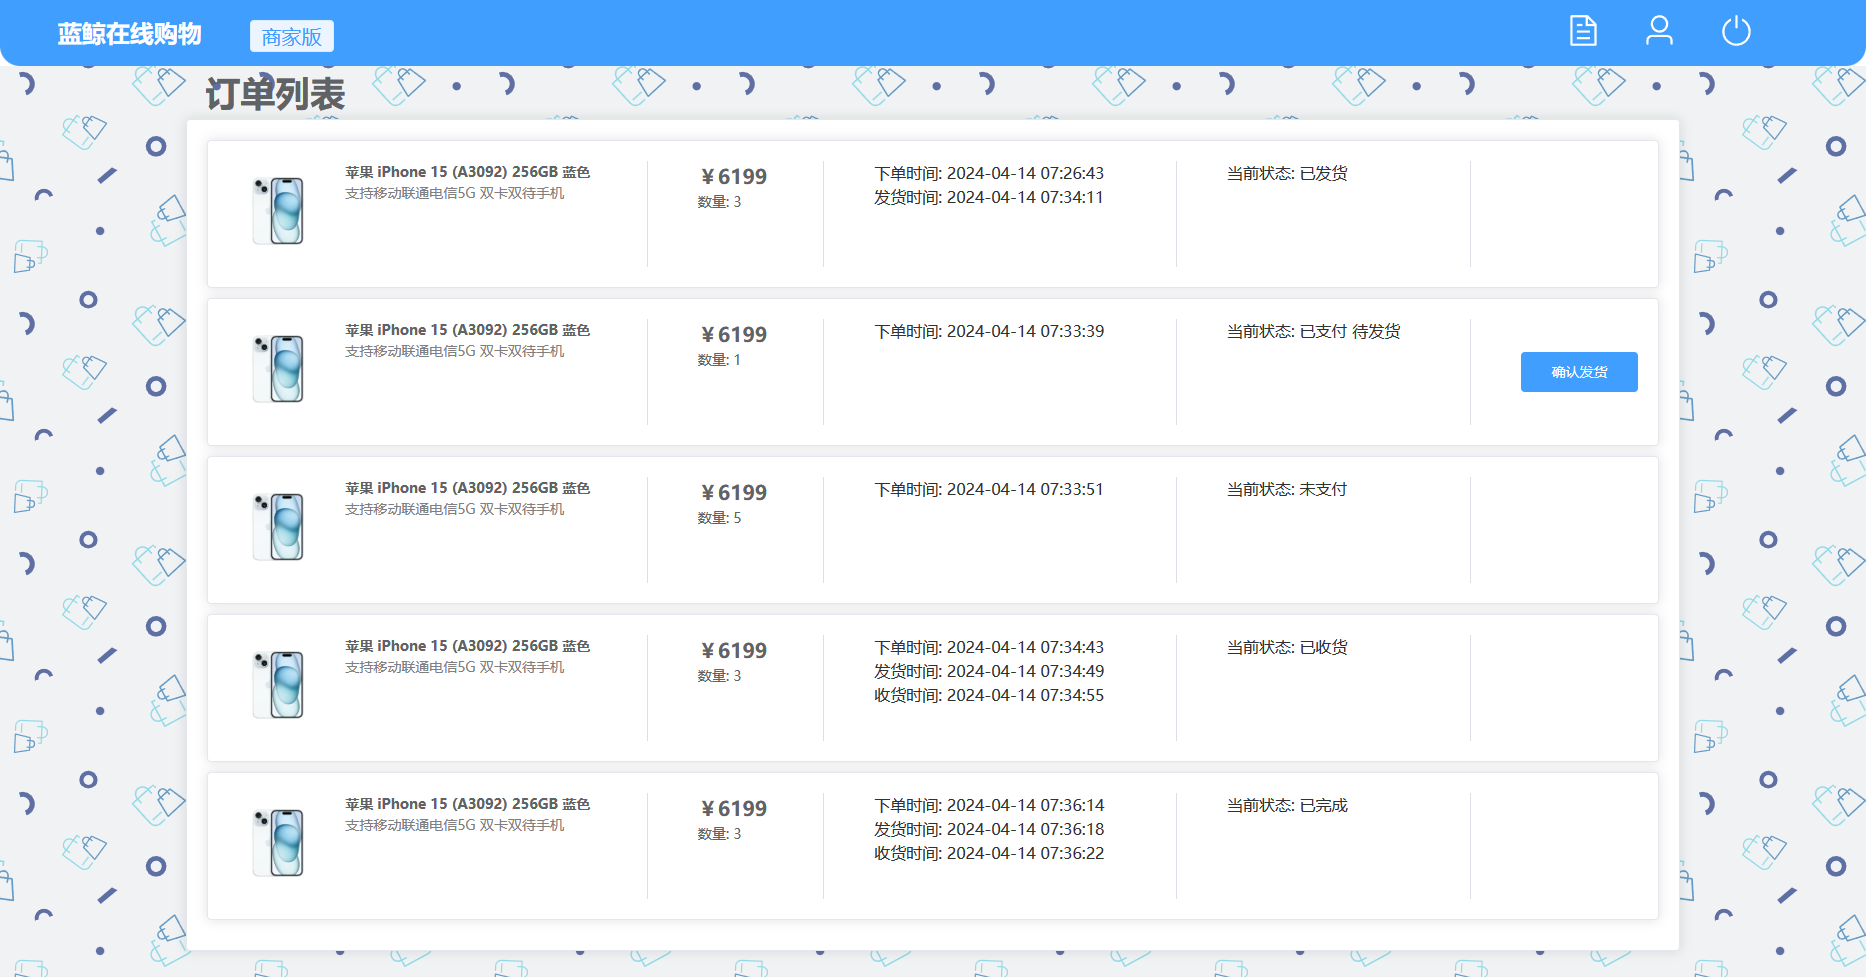 蓝鲸在线购物 商家版
订单列表
苹果 iPhone 15 (A3092) 256GB 蓝色
支持移动联通电信5G 双卡双待手机
￥6199
数量: 3
下单时间: 2024-04-14 07:26:43
发货时间: 2024-04-14 07:34:11
当前状态: 已发货
苹果 iPhone 15 (A3092) 256GB 蓝色
支持移动联通电信5G 双卡双待手机
￥6199
数量: 1
下单时间: 2024-04-14 07:33:39
当前状态: 已支付 待发货
确认发货
苹果 iPhone 15 (A3092) 256GB 蓝色
支持移动联通电信5G 双卡双待手机
￥6199
数量: 5
下单时间: 2024-04-14 07:33:51
当前状态: 未支付
苹果 iPhone 15 (A3092) 256GB 蓝色
支持移动联通电信5G 双卡双待手机
￥6199
数量: 3
下单时间: 2024-04-14 07:34:43
发货时间: 2024-04-14 07:34:49
收货时间: 2024-04-14 07:34:55
当前状态: 已收货
苹果 iPhone 15 (A3092) 256GB 蓝色
支持移动联通电信5G 双卡双待手机
￥6199
数量: 3
下单时间: 2024-04-14 07:36:14
发货时间: 2024-04-14 07:36:18
收货时间: 2024-04-14 07:36:22
当前状态: 已完成